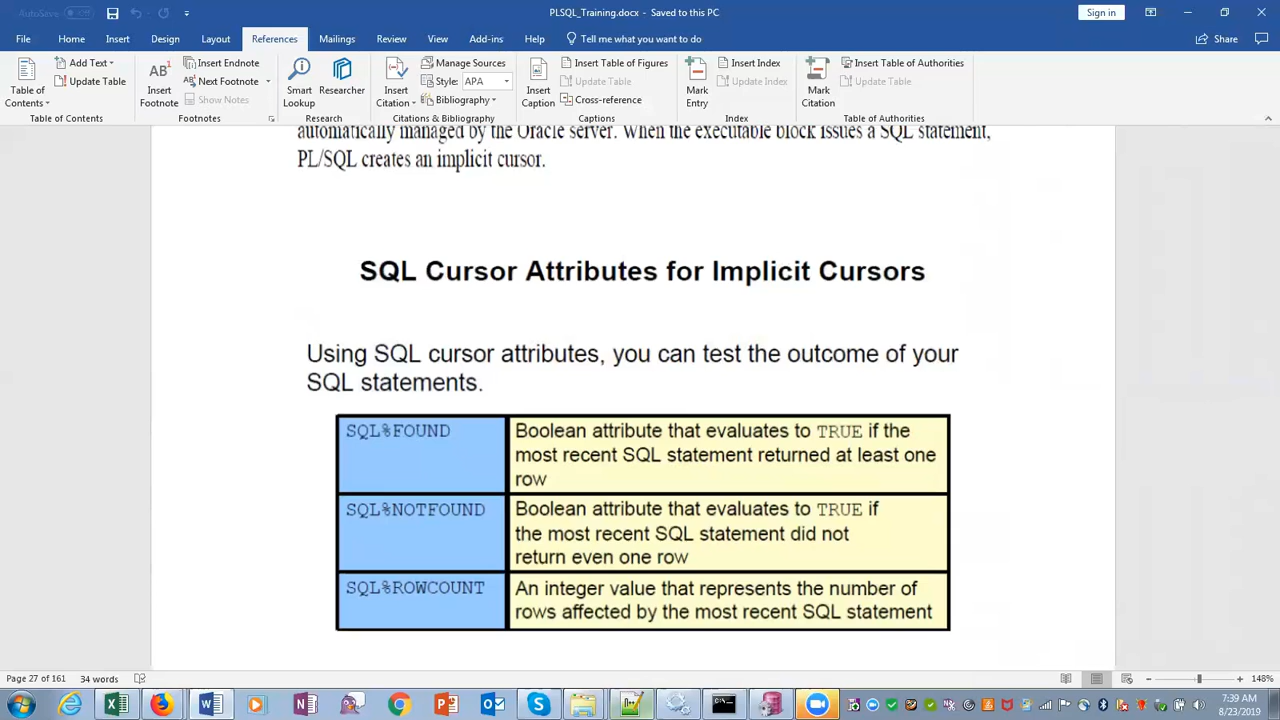 AutoSave
PLSQL_Training.docx - Saved to this PC
Sign in
File Home Insert Design Layout References Mailings Review View Add-ins Help Tell me what you want to do
Share
Table of Contents
Add Text
Update Table
Table of Contents
AB¹
Insert Footnote
Insert Endnote
Next Footnote
Show Notes
Footnotes
Smart Lookup
Researcher
Research
Insert Citation
Manage Sources
Style: APA
Bibliography
Citations & Bibliography
Insert Caption
Insert Table of Figures
Update Table
Cross-reference
Captions
Mark Entry
Insert Index
Update Index
Index
Mark Citation
Insert Table of Authorities
Update Table
Table of Authorities
automatically managed by the Oracle server. When the executable block issues a SQL statement,
PL/SQL creates an implicit cursor.
SQL Cursor Attributes for Implicit Cursors
Using SQL cursor attributes, you can test the outcome of your
SQL statements.
SQL%FOUND
Boolean attribute that evaluates to TRUE if the
most recent SQL statement returned at least one
row
SQL%NOTFOUND
Boolean attribute that evaluates to TRUE if
the most recent SQL statement did not
return even one row
SQL%ROWCOUNT
An integer value that represents the number of
rows affected by the most recent SQL statement
Page 27 of 161 34 words
148%
7:39 AM
8/23/2019